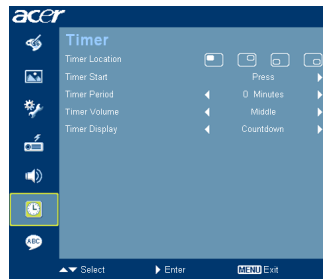 acer
Timer
Timer Location
Timer Start Press
Timer Period 0 Minutes
Timer Volume Middle
Timer Display Countdown
ABC
Select Enter MENU Exit